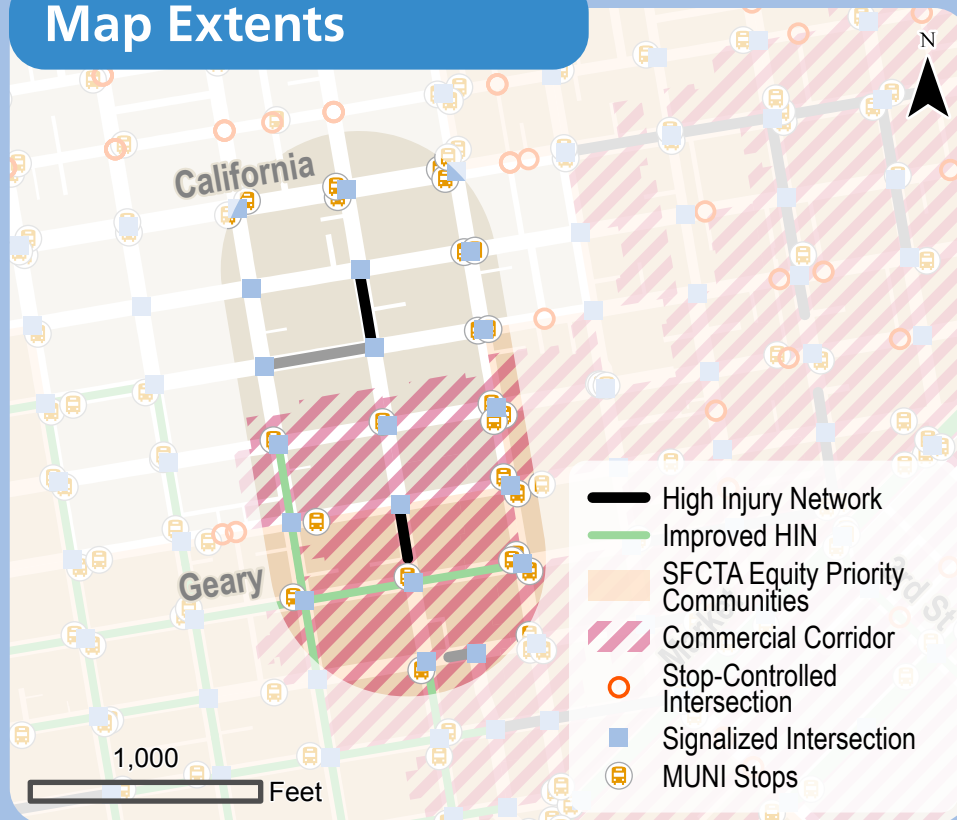 Map Extents
N
California
Geary
High Injury Network
Improved HIN
SFCTA Equity Priority
Communities
Commercial Corridor
Stop-Controlled
Intersection
Signalized Intersection
MUNI Stops
1,000
Feet